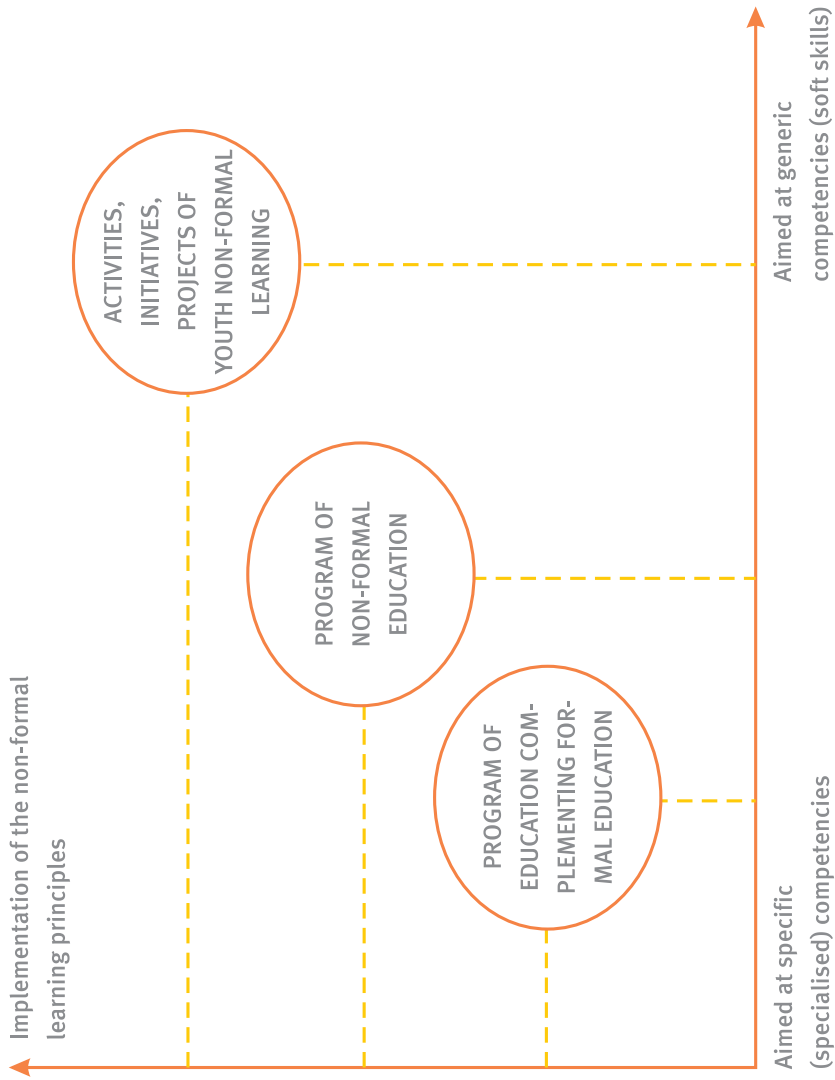 Implementation of the non-formal
learning principles
ACTIVITIES,
INITIATIVES,
PROJECTS OF
YOUTH NON-FORMAL
LEARNING
PROGRAM OF
NON-FORMAL
EDUCATION
PROGRAM OF
EDUCATION COM-
PLEMENTING FOR-
MAL EDUCATION
Aimed at specific
(specialised) competencies
Aimed at generic
competencies (soft skills)